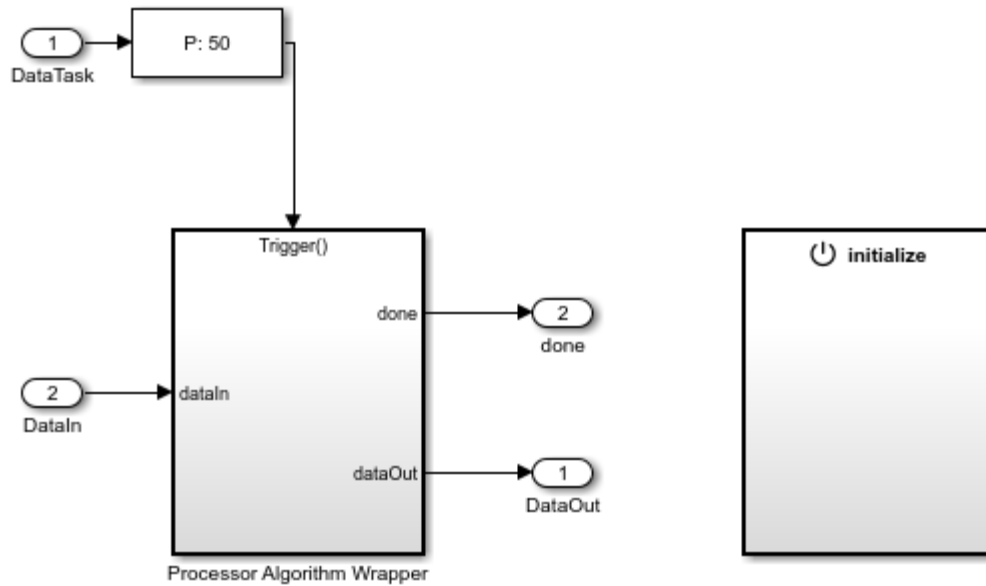 1
DataTask
P: 50
Trigger()
done
2
done
2
DataIn
dataIn
dataOut
1
DataOut
Processor Algorithm Wrapper
initialize